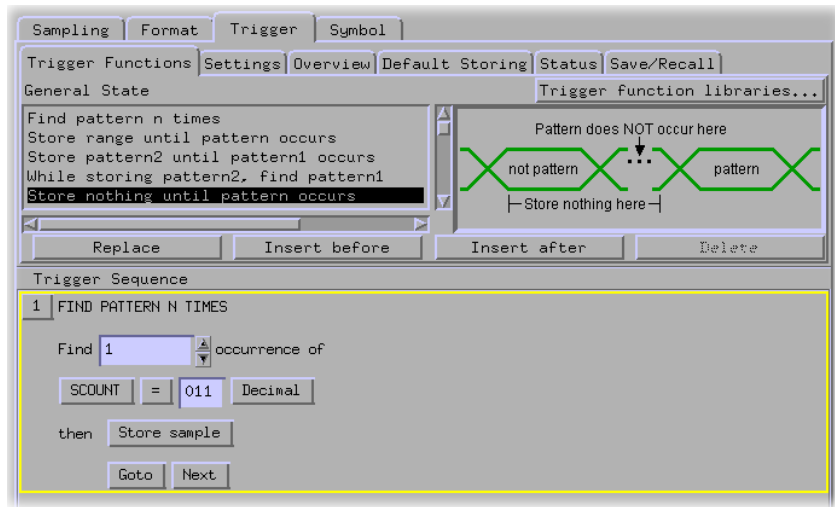 Sampling Format Trigger Symbol
Trigger Functions Settings Overview Default Storing Status Save/Recall
General State
Trigger function libraries...
Find pattern n times
Store range until pattern occurs
Store pattern2 until pattern1 occurs
While storing pattern2, find pattern1
Store nothing until pattern occurs
Pattern does NOT occur here
not pattern ... pattern
Store nothing here
Replace Insert before Insert after Delete
Trigger Sequence
1 FIND PATTERN N TIMES
Find 1 occurrence of
SCOUNT = 011 Decimal
then Store sample
Goto Next